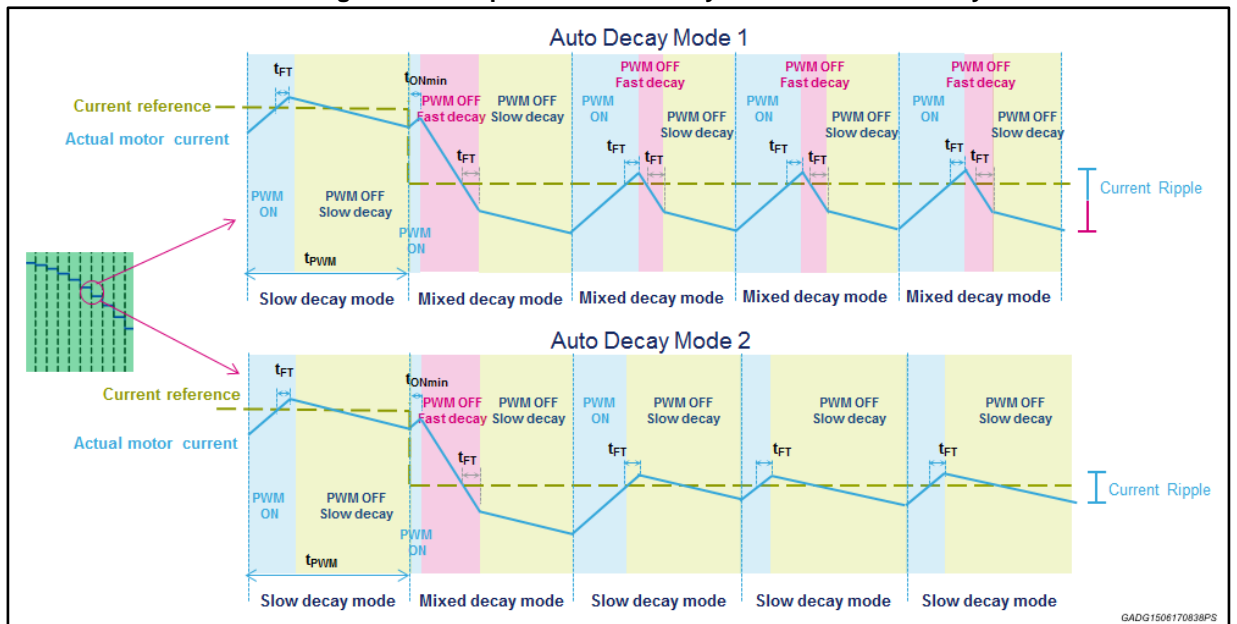 Auto Decay Mode 1
tFT
tONmin
PWM OFF
Fast decay
PWM OFF
Fast decay
PWM OFF
Fast decay
Current reference
Actual motor current
PWM OFF
Fast decay
PWM OFF
Slow decay
PWM
ON
PWM OFF
Slow decay
PWM
ON
PWM OFF
Slow decay
PWM
ON
PWM OFF
Slow decay
tFT
tFT
tFT
tFT
tFT
tFT
tFT
Current Ripple
PWM
ON
PWM OFF
Slow decay
PWM
ON
tPWM
Slow decay mode
Mixed decay mode
Mixed decay mode
Mixed decay mode
Mixed decay mode
Auto Decay Mode 2
tFT
tONmin
Current reference
Actual motor current
PWM OFF
Fast decay
PWM OFF
Slow decay
PWM
ON
PWM OFF
Slow decay
PWM OFF
Slow decay
PWM OFF
Slow decay
tFT
tFT
tFT
tFT
Current Ripple
PWM
ON
PWM OFF
Slow decay
PWM
ON
tPWM
Slow decay mode
Mixed decay mode
Slow decay mode
Slow decay mode
Slow decay mode
GADG1506170838PS